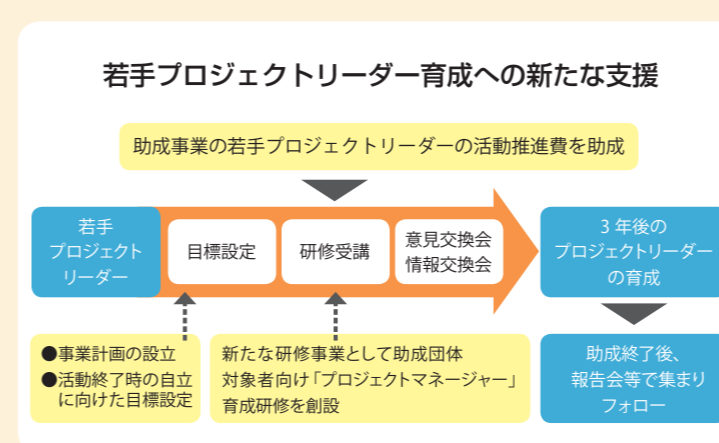 若手プロジェクトリーダー育成への新たな支援
助成事業の若手プロジェクトリーダーの活動推進費を助成
若手
プロジェクト
リーダー
目標設定
研修受講
意見交換会
情報交換会
3年後の
プロジェクトリーダー
の育成
●事業計画の設立
●活動終了時の自立
に向けた目標設定
新たな研修事業として助成団体
対象者向け「プロジェクトマネージャー」
育成研修を創設
助成終了後、
報告会等で集まり
フォロー